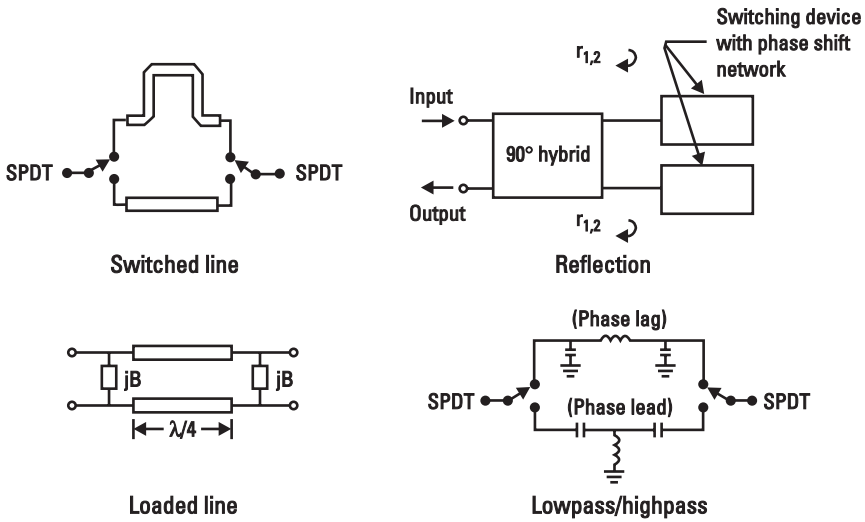 SPDT
SPDT
Switched line
Switching device
with phase shift
network
r1,2
Input
90° hybrid
Output
r1,2
Reflection
jB
jB
λ/4
Loaded line
(Phase lag)
SPDT
(Phase lead)
SPDT
Lowpass/highpass